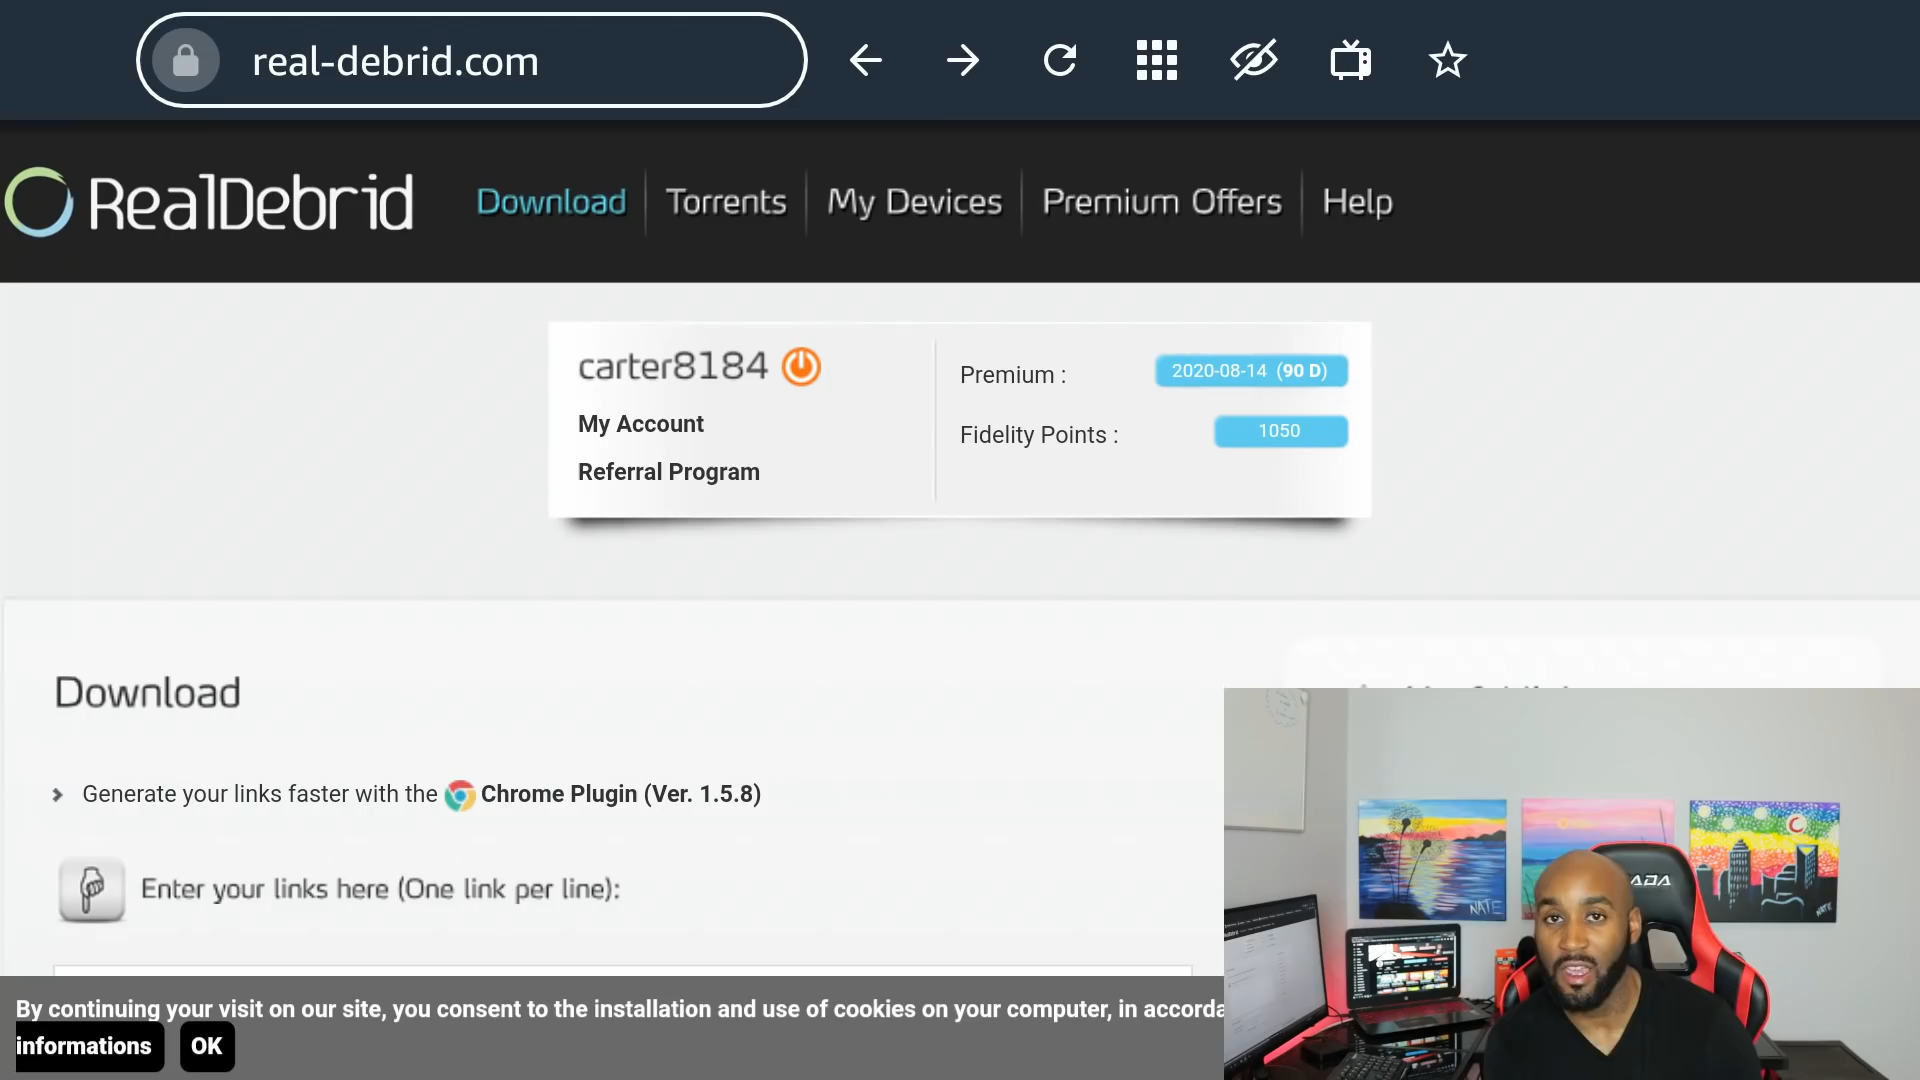 real-debrid.com
RealDebrid
Download
Torrents
My Devices
Premium Offers
Help
carter8184
My Account
Referral Program
Premium :
2020-08-14 (90 D)
Fidelity Points :
1050
Download
Generate your links faster with the Chrome Plugin (Ver. 1.5.8)
Enter your links here (One link per line):
By continuing your visit on our site, you consent to the installation and use of cookies on your computer, in accorda
informations
OK
NATE
NATE